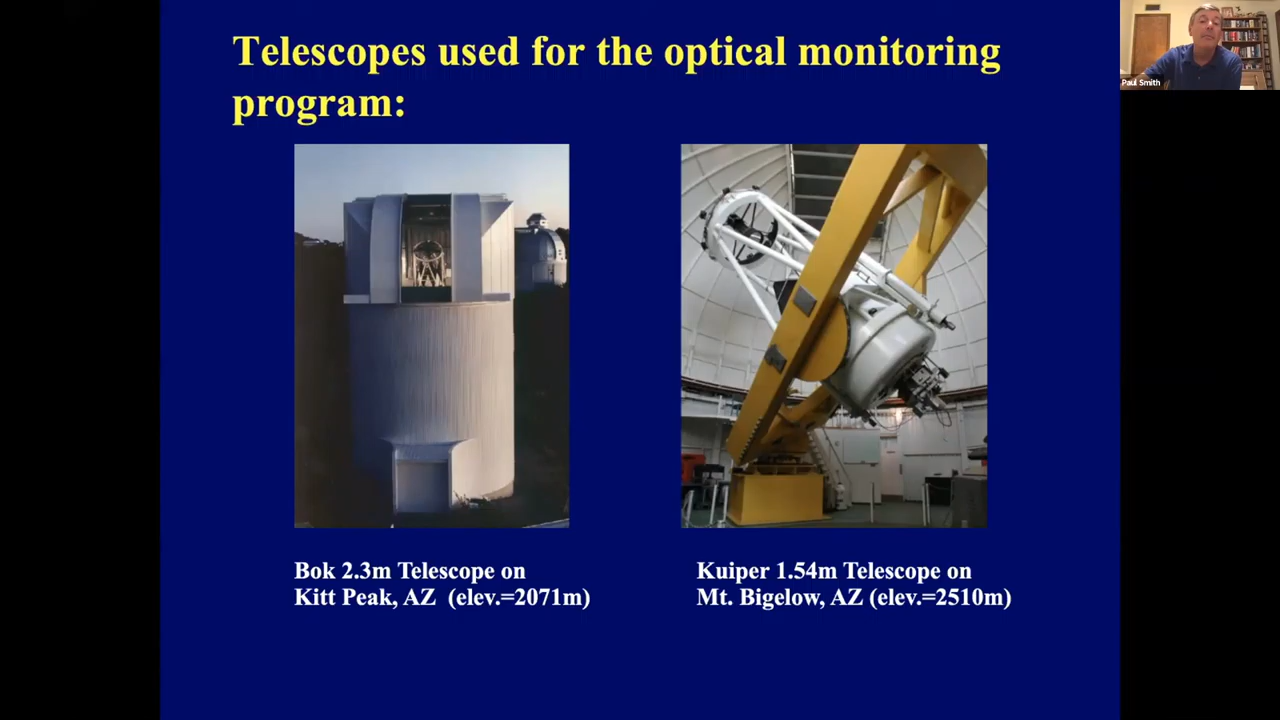 Telescopes used for the optical monitoring
program:
Paul Smith
Bok 2.3m Telescope on
Kitt Peak, AZ (elev.=2071m)
Kuiper 1.54m Telescope on
Mt. Bigelow, AZ (elev.=2510m)